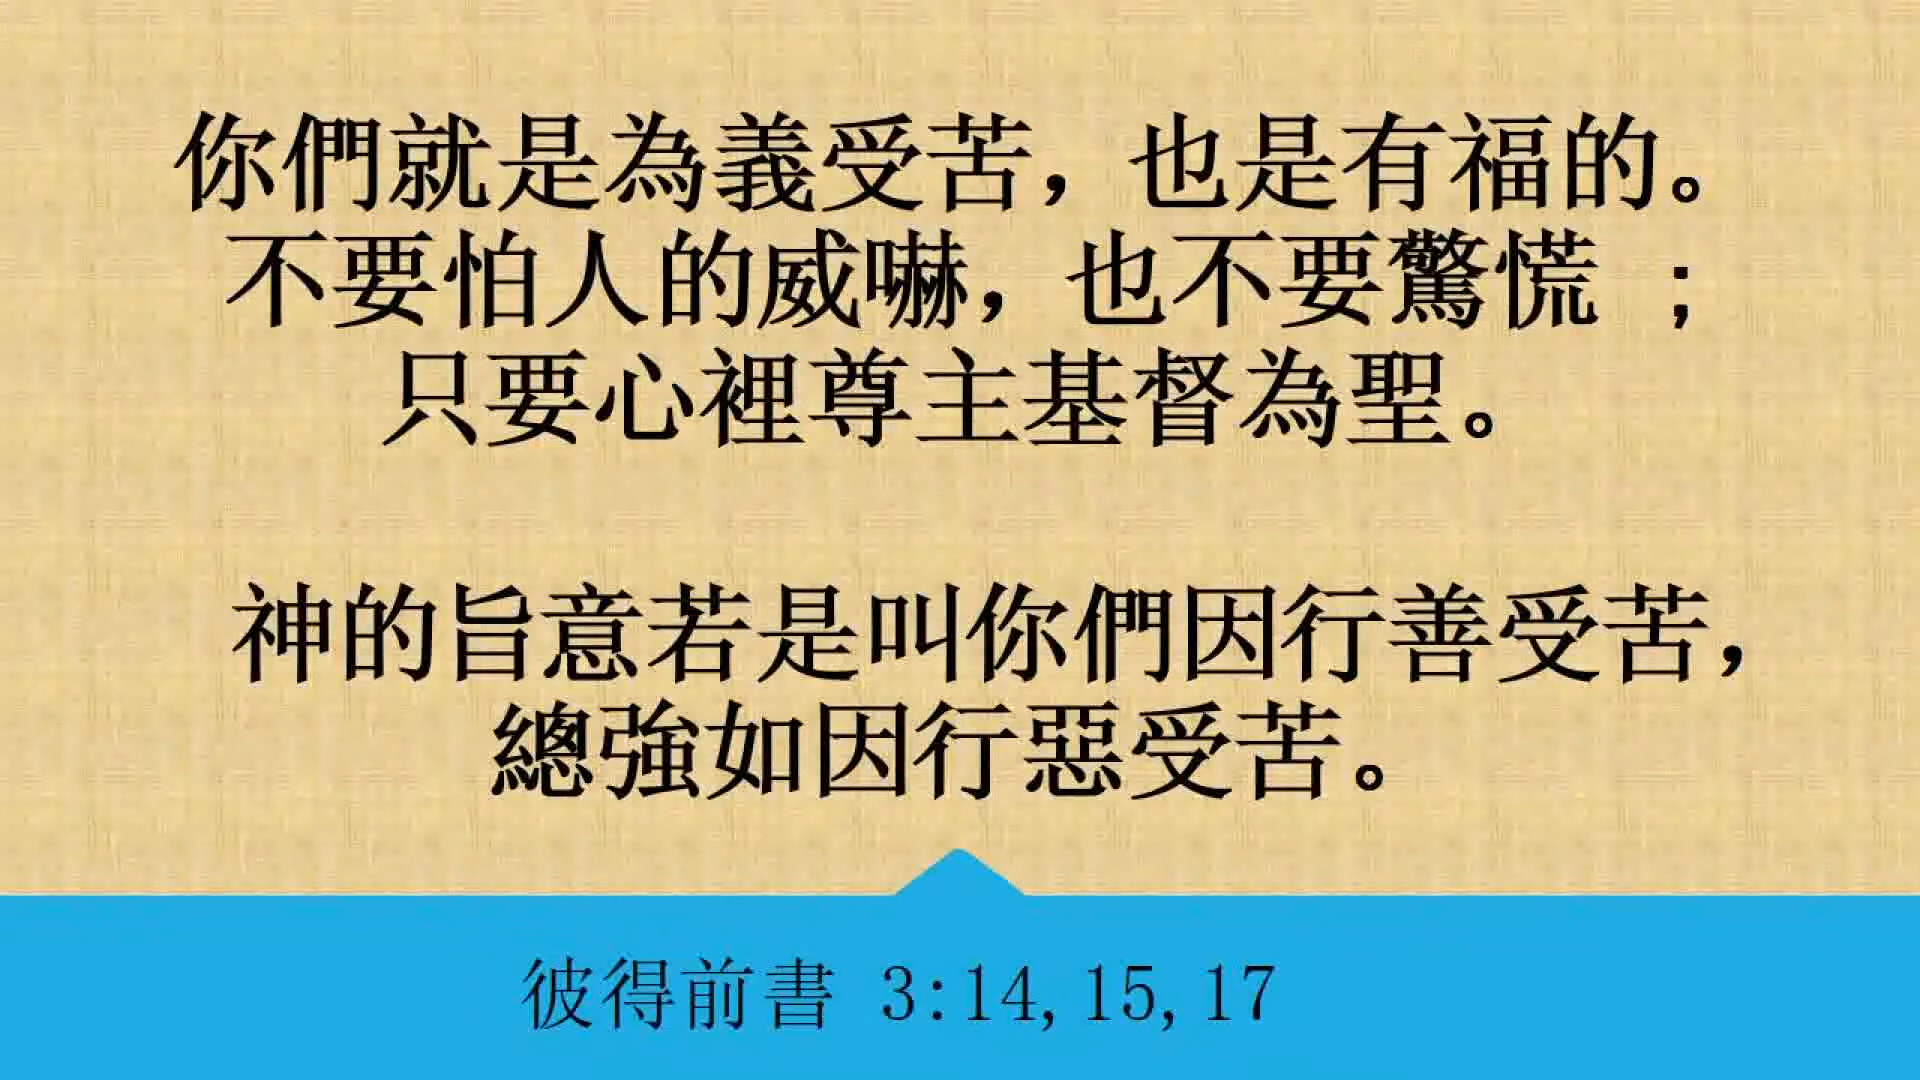 你們就是為義受苦，也是有福的。
不要怕人的威嚇，也不要驚慌 ；
只要心裡尊主基督為聖。
神的旨意若是叫你們因行善受苦，
總強如因行惡受苦。
彼得前書 3:14,15,17